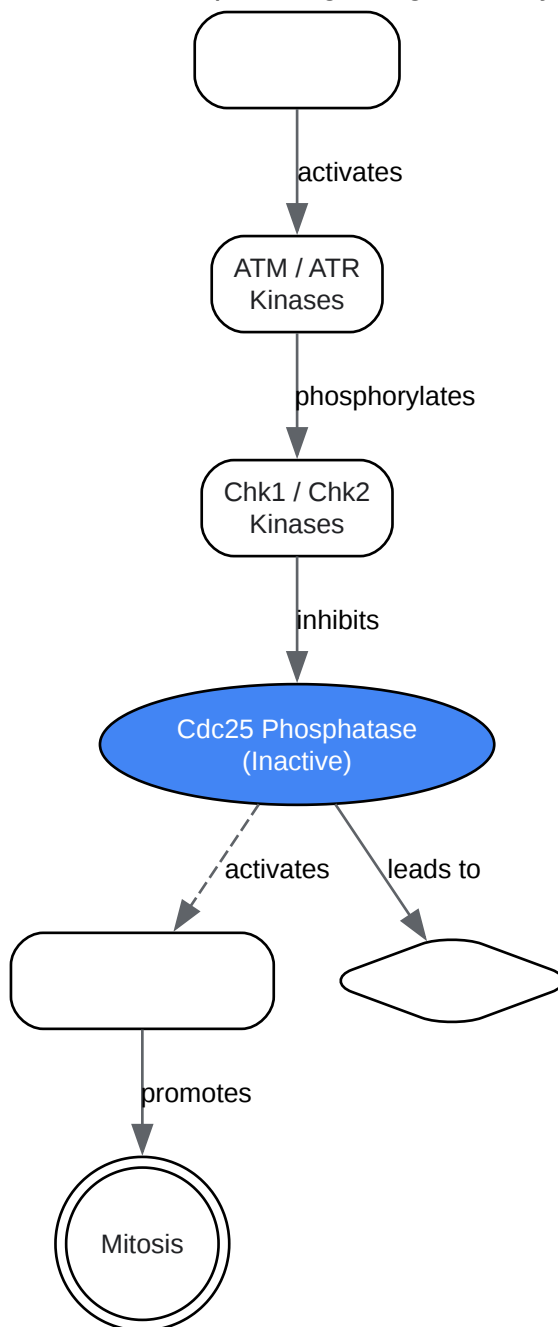 activates
ATM / ATR
Kinases
phosphorylates
Chk1 / Chk2
Kinases
inhibits
Cdc25 Phosphatase
(Inactive)
activates
leads to
promotes
Mitosis